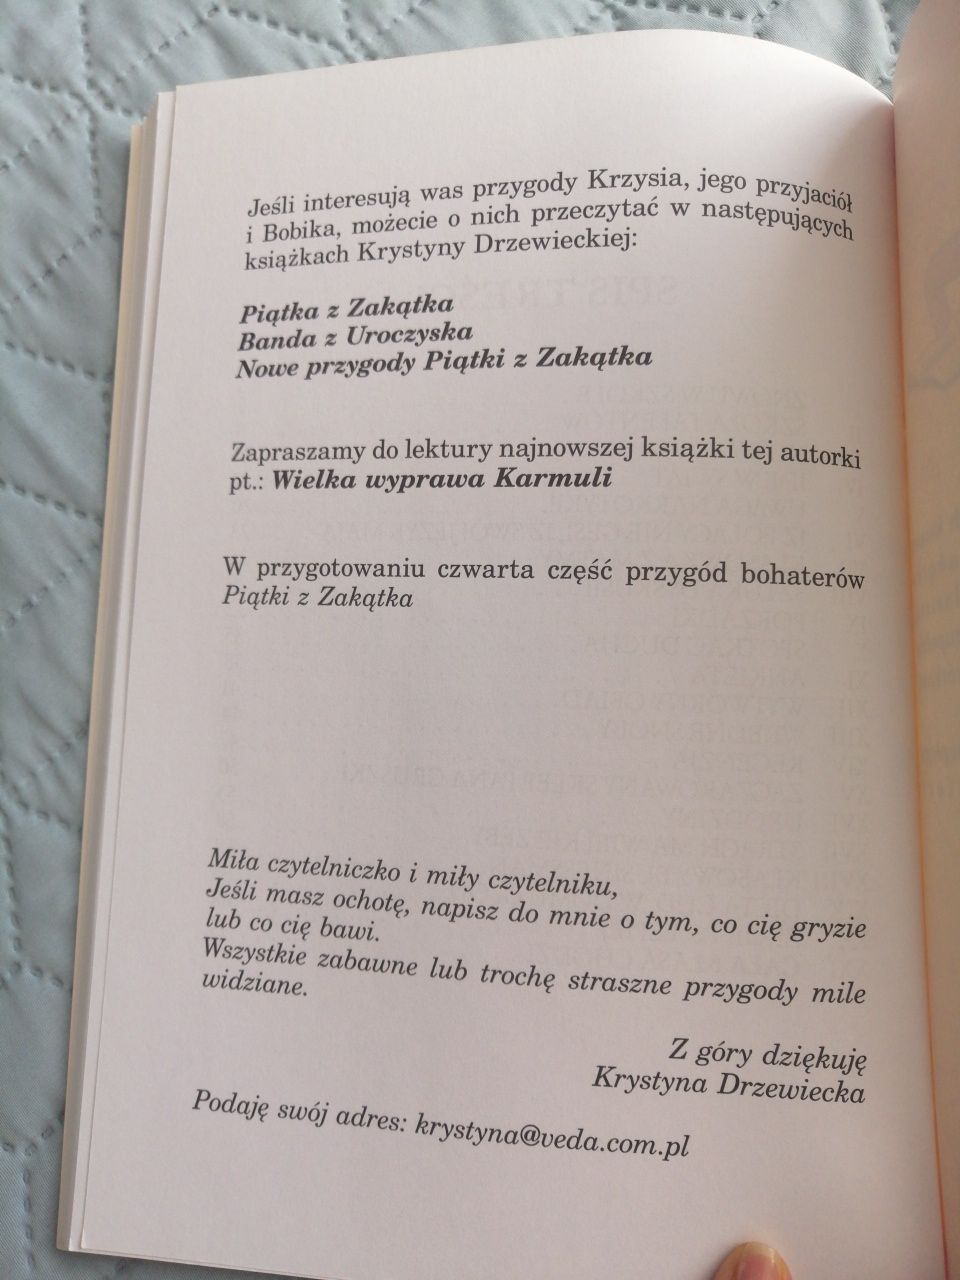 Jeśli interesują was przygody Krzysia, jego przyjaciół
i Bobika, możecie o nich przeczytać w następujących
książkach Krystyny Drzewieckiej:
Piątka z Zakątka
Banda z Uroczyska
Nowe przygody Piątki z Zakątka
Zapraszamy do lektury najnowszej książki tej autorki
pt.: Wielka wyprawa Karmuli
W przygotowaniu czwarta część przygód bohaterów
Piątki z Zakątka
Miła czytelniczko i miły czytelniku,
Jeśli masz ochotę, napisz do mnie o tym, co cię gryzie
lub co cię bawi.
Wszystkie zabawne lub trochę straszne przygody mile
widziane.
Z góry dziękuję
Krystyna Drzewiecka
Podaję swój adres: krystyna@veda.com.pl